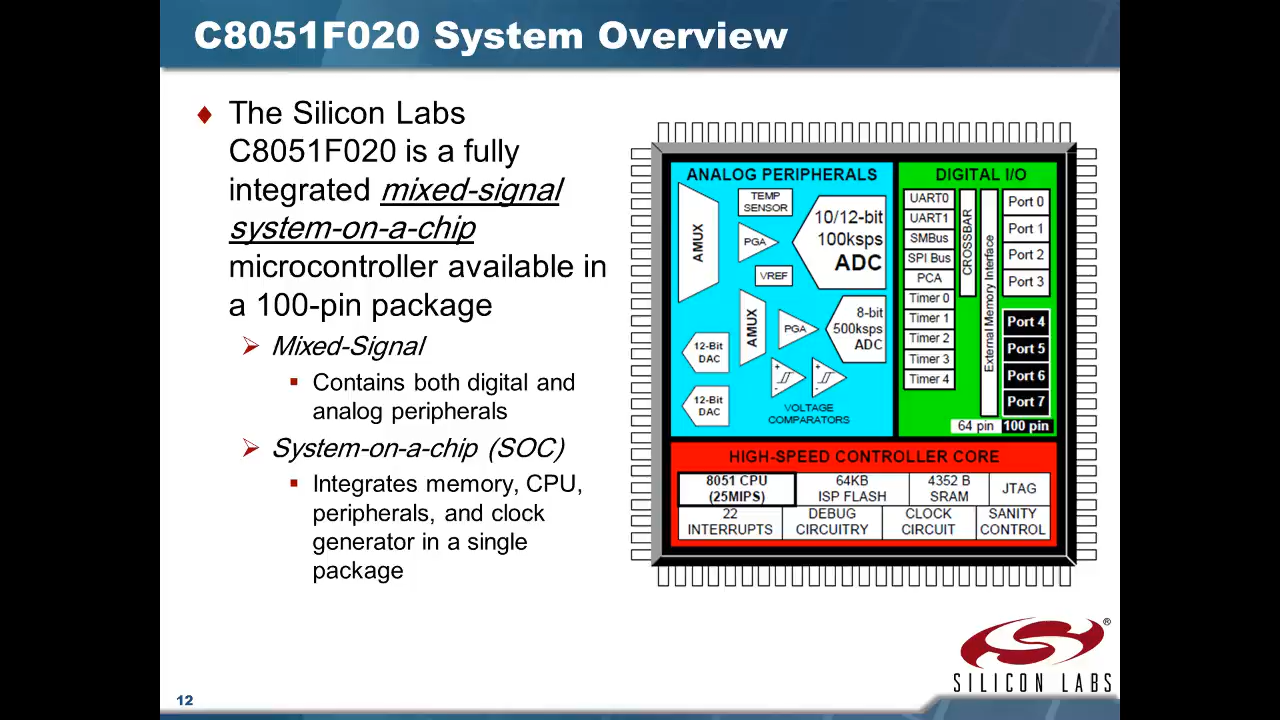 C8051F020 System Overview
The Silicon Labs
C8051F020 is a fully
integrated mixed-signal
system-on-a-chip
microcontroller available in
a 100-pin package
Mixed-Signal
Contains both digital and
analog peripherals
System-on-a-chip (SOC)
Integrates memory, CPU,
peripherals, and clock
generator in a single
package
ANALOG PERIPHERALS
AMUX
TEMP
SENSOR
PGA
VREF
10/12-bit
100ksps
ADC
AMUX
PGA
8-bit
500ksps
ADC
12-Bit
DAC
12-Bit
DAC
+
-
+
-
VOLTAGE
COMPARATORS
DIGITAL I/O
UART0
UART1
SMBus
SPI Bus
PCA
Timer 0
Timer 1
Timer 2
Timer 3
Timer 4
CROSSBAR
External Memory Interface
Port 0
Port 1
Port 2
Port 3
Port 4
Port 5
Port 6
Port 7
64 pin 100 pin
HIGH-SPEED CONTROLLER CORE
8051 CPU
(25MIPS)
64KB
ISP FLASH
4352 B
SRAM
JTAG
22
INTERRUPTS
DEBUG
CIRCUITRY
CLOCK
CIRCUIT
SANITY
CONTROL
®
SILICON LABS
12